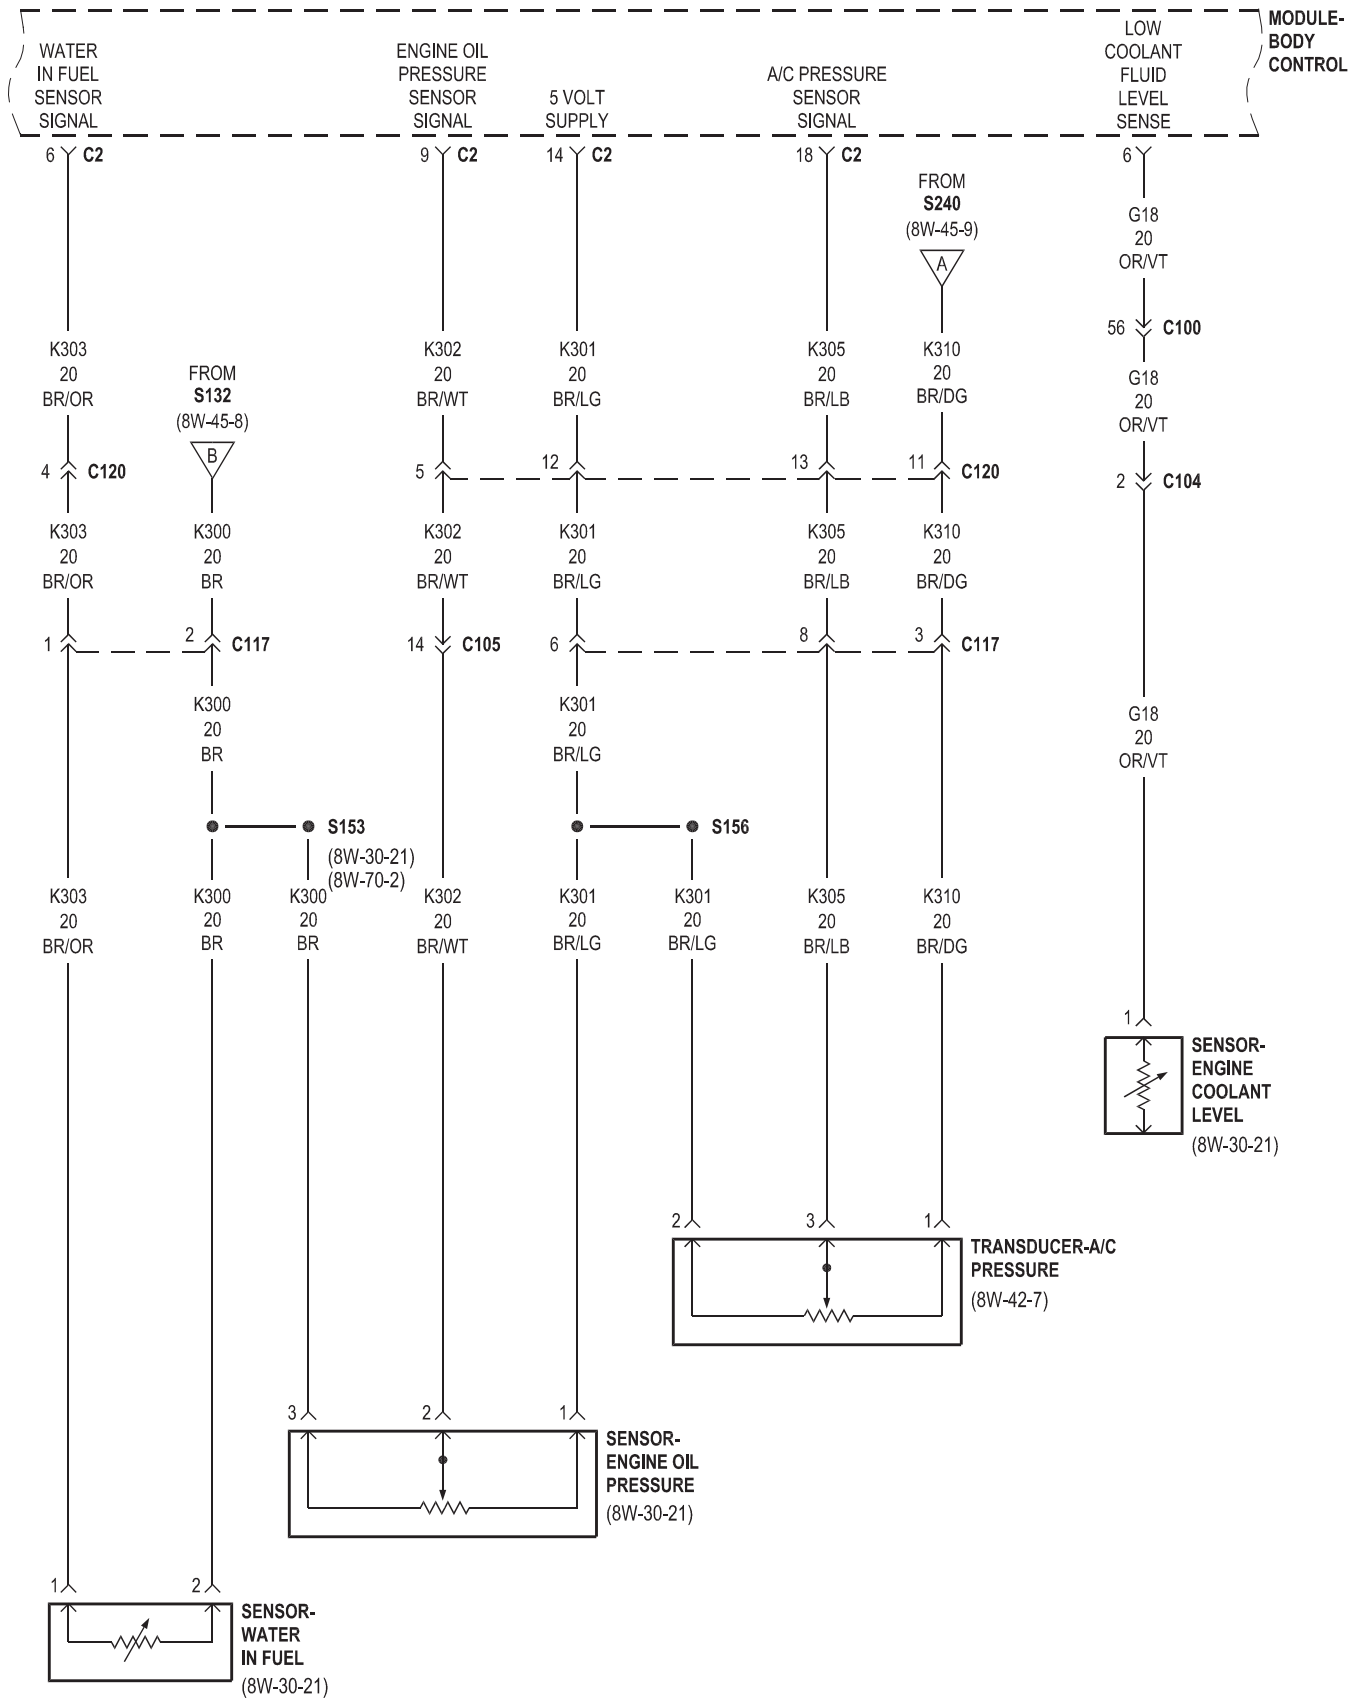 MODULE-
BODY
CONTROL
WATER
IN FUEL
SENSOR
SIGNAL
ENGINE OIL
PRESSURE
SENSOR
SIGNAL
5 VOLT
SUPPLY
A/C PRESSURE
SENSOR
SIGNAL
LOW
COOLANT
FLUID
LEVEL
SENSE
6 C2
9 C2
14 C2
18 C2
6
FROM
S240
(8W-45-9)
A
G18
20
OR/VT
56 C100
K303
20
BR/OR
FROM
S132
(8W-45-8)
B
K302
20
BR/WT
K301
20
BR/LG
K305
20
BR/LB
K310
20
BR/DG
G18
20
OR/VT
4 C120
5
12
13
11 C120
2 C104
K303
20
BR/OR
K300
20
BR
K302
20
BR/WT
K301
20
BR/LG
K305
20
BR/LB
K310
20
BR/DG
1
2 C117
14 C105
6
8
3 C117
K300
20
BR
K301
20
BR/LG
G18
20
OR/VT
S153
(8W-30-21)
(8W-70-2)
S156
K303
20
BR/OR
K300
20
BR
K300
20
BR
K302
20
BR/WT
K301
20
BR/LG
K301
20
BR/LG
K305
20
BR/LB
K310
20
BR/DG
1
SENSOR-
ENGINE
COOLANT
LEVEL
(8W-30-21)
2
3
1
TRANSDUCER-A/C
PRESSURE
(8W-42-7)
3
2
1
SENSOR-
ENGINE OIL
PRESSURE
(8W-30-21)
1
2
SENSOR-
WATER
IN FUEL
(8W-30-21)